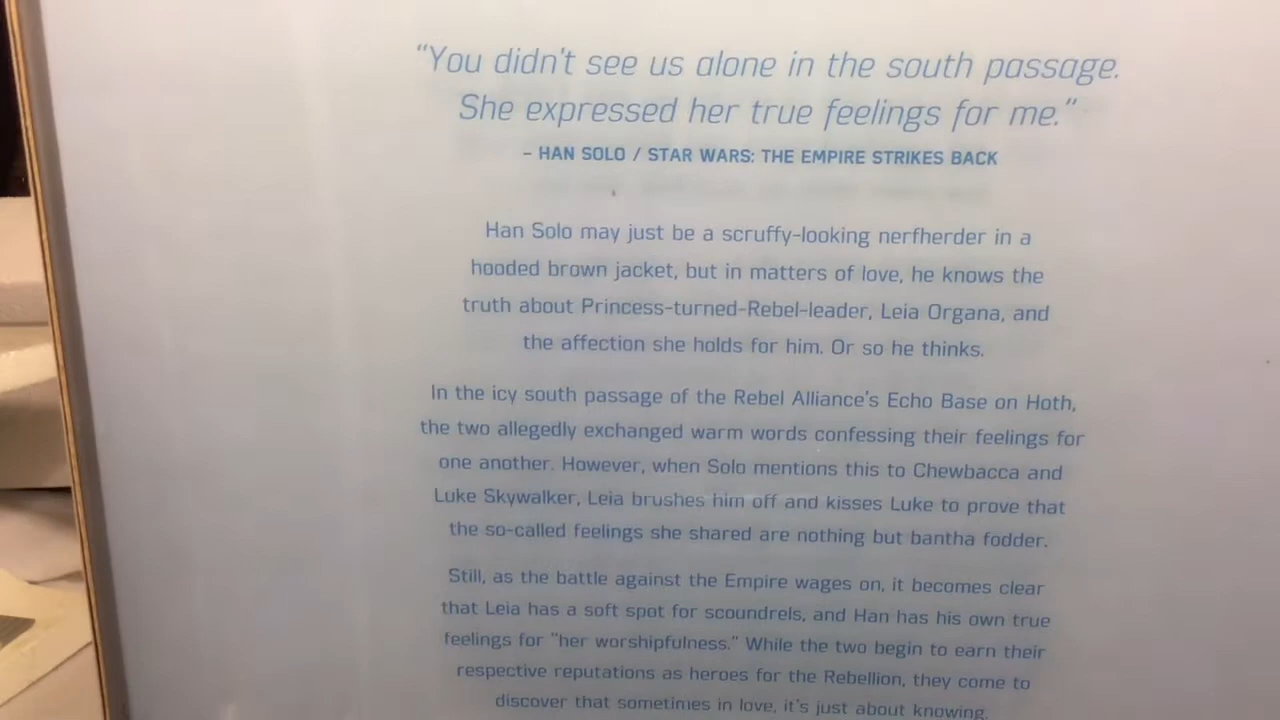 “You didn't see us alone in the south passage.
She expressed her true feelings for me.”
– HAN SOLO / STAR WARS: THE EMPIRE STRIKES BACK
Han Solo may just be a scruffy-looking nerfherder in a
hooded brown jacket, but in matters of love, he knows the
truth about Princess-turned-Rebel-leader, Leia Organa, and
the affection she holds for him. Or so he thinks.
In the icy south passage of the Rebel Alliance's Echo Base on Hoth,
the two allegedly exchanged warm words confessing their feelings for
one another. However, when Solo mentions this to Chewbacca and
Luke Skywalker, Leia brushes him off and kisses Luke to prove that
the so-called feelings she shared are nothing but bantha fodder.
Still, as the battle against the Empire wages on, it becomes clear
that Leia has a soft spot for scoundrels, and Han has his own true
feelings for “her worshipfulness.” While the two begin to earn their
respective reputations as heroes for the Rebellion, they come to
discover that sometimes in love, it's just about knowing.